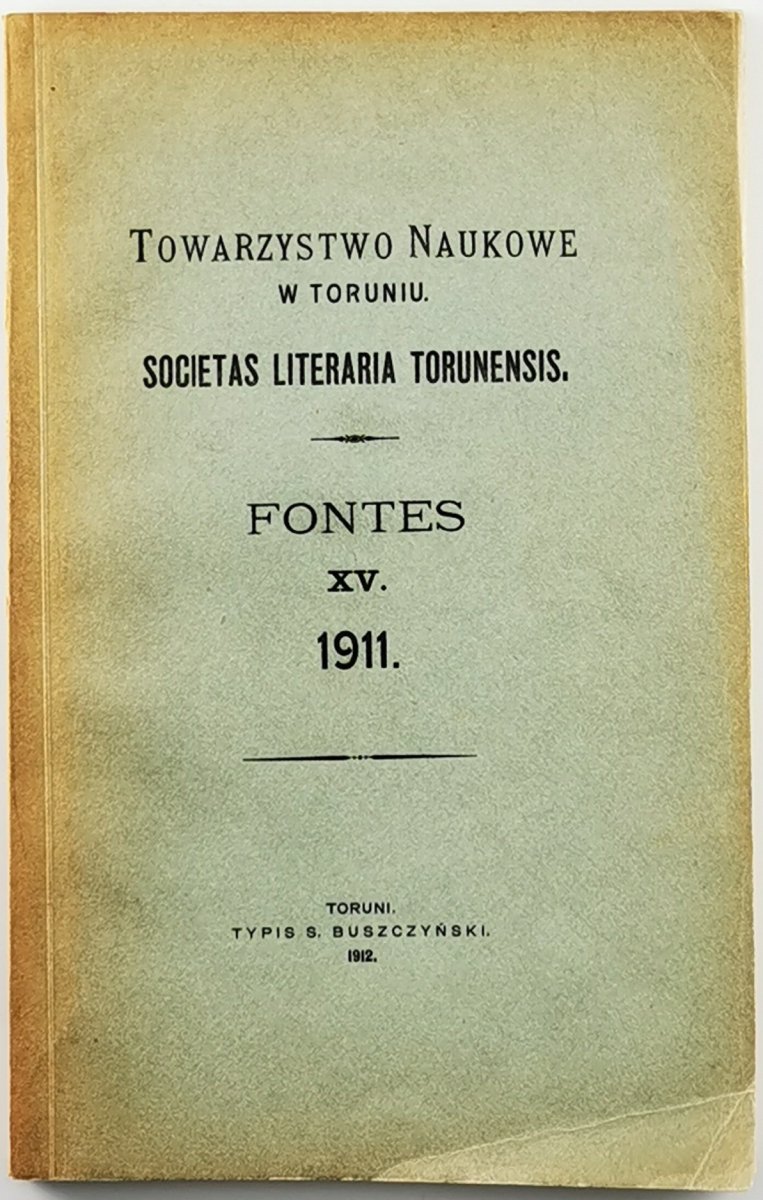 TOWARZYSTWO NAUKOWE
W TORUNIU.
SOCIETAS LITERARIA TORUNENSIS.
FONTES
XV.
1911.
TORUNI.
TYPIS S. BUSZCZYŃSKI.
1912.